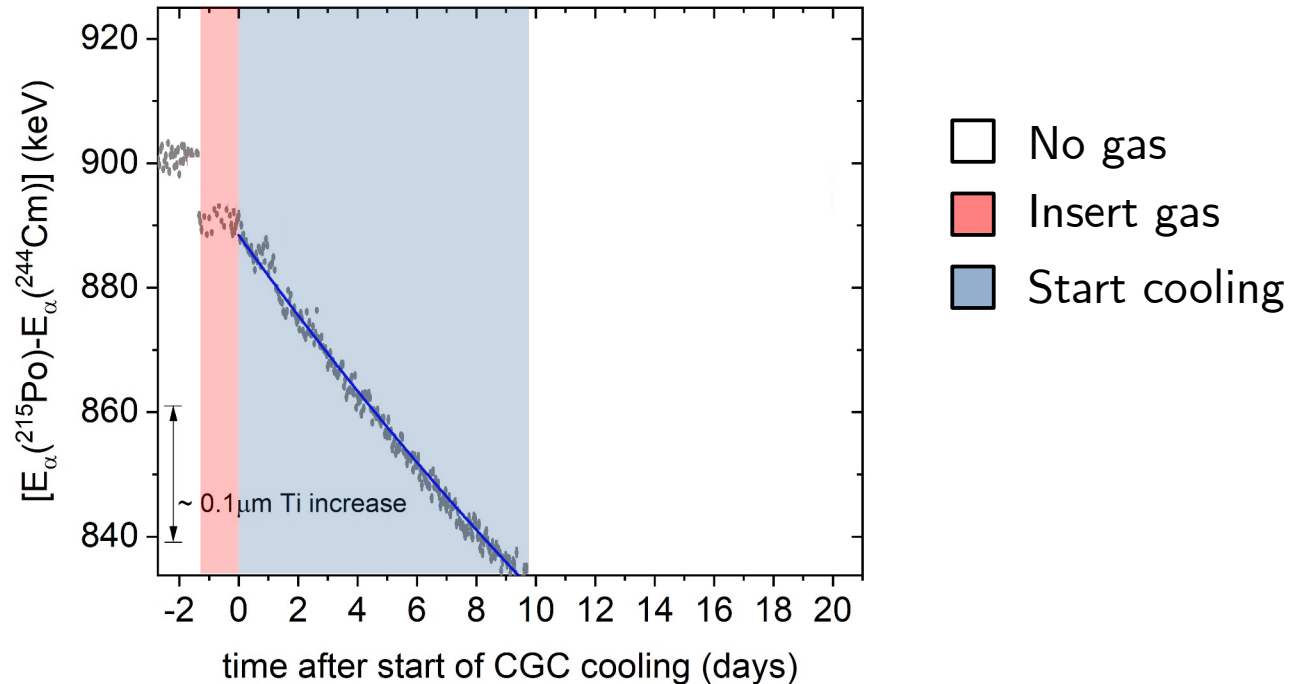 [Eα(²¹⁵Po)-Eα(²⁴⁴Cm)] (keV)
920
900
880
860
840
~ 0.1μm Ti increase
-2 0 2 4 6 8 10 12 14 16 18 20
time after start of CGC cooling (days)
No gas
Insert gas
Start cooling